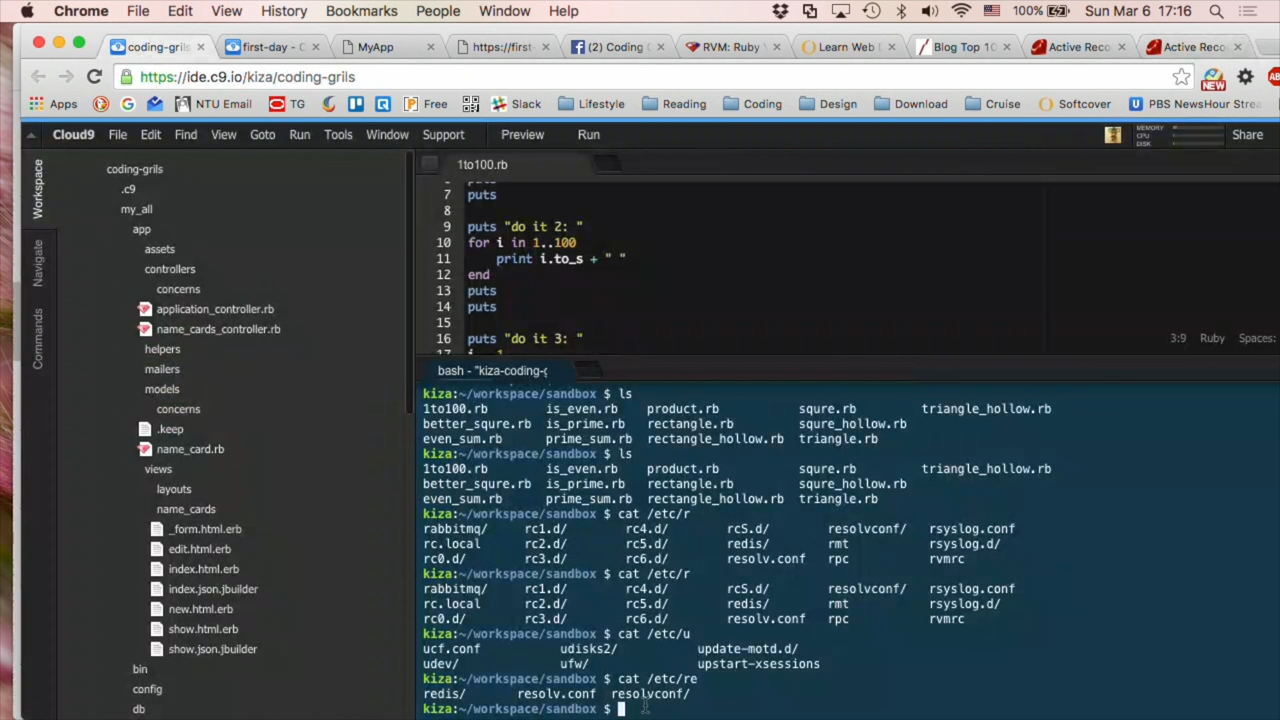 Chrome File Edit View History Bookmarks People Window Help 100% Sun Mar 6 17:16
coding-gril × first-day - C × MyApp × https://first- × (2) Coding × RVM: Ruby × Learn Web × Blog Top 10 × Active Reco × Active Reco ×
https://ide.c9.io/kiza/coding-grils NEW
Apps NTU Email TG Free Slack Lifestyle Reading Coding Design Download Cruise Softcover PBS NewsHour Strea
Cloud9 File Edit Find View Goto Run Tools Window Support Preview Run MEMORY CPU DISK Share
Workspace
Navigate
Commands
coding-grils
.c9
my_all
app
assets
controllers
concerns
application_controller.rb
name_cards_controller.rb
helpers
mailers
models
concerns
.keep
name_card.rb
views
layouts
name_cards
_form.html.erb
edit.html.erb
index.html.erb
index.json.jbuilder
new.html.erb
show.html.erb
show.json.jbuilder
bin
config
db
1to100.rb
7 puts
8
9 puts "do it 2: "
10 for i in 1..100
11 print i.to_s + " "
12 end
13 puts
14 puts
15
16 puts "do it 3: "
3:9 Ruby Spaces:
bash - "kiza-coding-g
kiza:~/workspace/sandbox $ ls
1to100.rb is_even.rb product.rb squre.rb triangle_hollow.rb
better_squre.rb is_prime.rb rectangle.rb squre_hollow.rb
even_sum.rb prime_sum.rb rectangle_hollow.rb triangle.rb
kiza:~/workspace/sandbox $ ls
1to100.rb is_even.rb product.rb squre.rb triangle_hollow.rb
better_squre.rb is_prime.rb rectangle.rb squre_hollow.rb
even_sum.rb prime_sum.rb rectangle_hollow.rb triangle.rb
kiza:~/workspace/sandbox $ cat /etc/r
rabbitmq/ rc1.d/ rc4.d/ rcS.d/ resolvconf/ rsyslog.conf
rc.local rc2.d/ rc5.d/ redis/ rmt rsyslog.d/
rc0.d/ rc3.d/ rc6.d/ resolv.conf rpc rvmrc
kiza:~/workspace/sandbox $ cat /etc/r
rabbitmq/ rc1.d/ rc4.d/ rcS.d/ resolvconf/ rsyslog.conf
rc.local rc2.d/ rc5.d/ redis/ rmt rsyslog.d/
rc0.d/ rc3.d/ rc6.d/ resolv.conf rpc rvmrc
kiza:~/workspace/sandbox $ cat /etc/u
ucf.conf udisks2/ update-motd.d/
udev/ ufw/ upstart-xsessions
kiza:~/workspace/sandbox $ cat /etc/re
redis/ resolv.conf resolvconf/
kiza:~/workspace/sandbox $